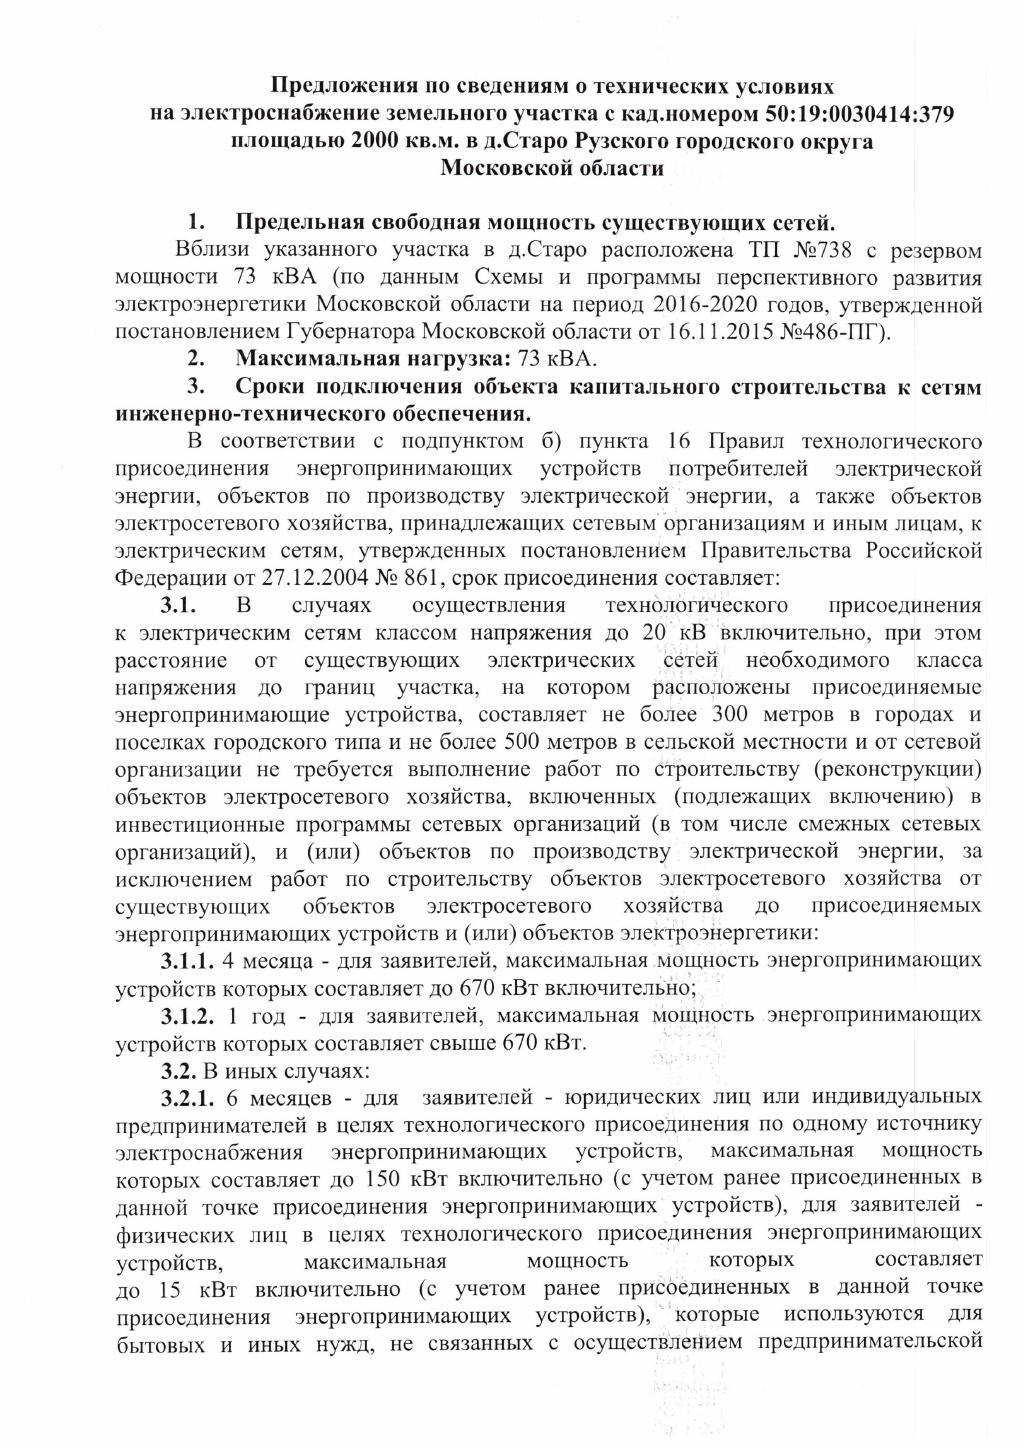 Предложения по сведениям о технических условиях
на электроснабжение земельного участка с кад.номером 50:19:0030414:379
площадью 2000 кв.м. в д.Старо Рузского городского округа
Московской области
1. Предельная свободная мощность существующих сетей.
Вблизи указанного участка в д.Старо расположена ТП №738 с резервом
мощности 73 кВА (по данным Схемы и программы перспективного развития
электроэнергетики Московской области на период 2016-2020 годов, утвержденной
постановлением Губернатора Московской области от 16.11.2015 №486-ПГ).
2. Максимальная нагрузка: 73 кВА.
3. Сроки подключения объекта капитального строительства к сетям
инженерно-технического обеспечения.
В соответствии с подпунктом б) пункта 16 Правил технологического
присоединения энергопринимающих устройств потребителей электрической
энергии, объектов по производству электрической энергии, а также объектов
электросетевого хозяйства, принадлежащих сетевым организациям и иным лицам, к
электрическим сетям, утвержденных постановлением Правительства Российской
Федерации от 27.12.2004 № 861, срок присоединения составляет:
3.1. В случаях осуществления технологического присоединения
к электрическим сетям классом напряжения до 20 кВ включительно, при этом
расстояние от существующих электрических сетей необходимого класса
напряжения до границ участка, на котором расположены присоединяемые
энергопринимающие устройства, составляет не более 300 метров в городах и
поселках городского типа и не более 500 метров в сельской местности и от сетевой
организации не требуется выполнение работ по строительству (реконструкции)
объектов электросетевого хозяйства, включенных (подлежащих включению) в
инвестиционные программы сетевых организаций (в том числе смежных сетевых
организаций), и (или) объектов по производству электрической энергии, за
исключением работ по строительству объектов электросетевого хозяйства от
существующих объектов электросетевого хозяйства до присоединяемых
энергопринимающих устройств и (или) объектов электроэнергетики:
3.1.1. 4 месяца - для заявителей, максимальная мощность энергопринимающих
устройств которых составляет до 670 кВт включительно;
3.1.2. 1 год - для заявителей, максимальная мощность энергопринимающих
устройств которых составляет свыше 670 кВт.
3.2. В иных случаях:
3.2.1. 6 месяцев - для заявителей - юридических лиц или индивидуальных
предпринимателей в целях технологического присоединения по одному источнику
электроснабжения энергопринимающих устройств, максимальная мощность
которых составляет до 150 кВт включительно (с учетом ранее присоединенных в
данной точке присоединения энергопринимающих устройств), для заявителей -
физических лиц в целях технологического присоединения энергопринимающих
устройств, максимальная мощность которых составляет
до 15 кВт включительно (с учетом ранее присоединенных в данной точке
присоединения энергопринимающих устройств), которые используются для
бытовых и иных нужд, не связанных с осуществлением предпринимательской